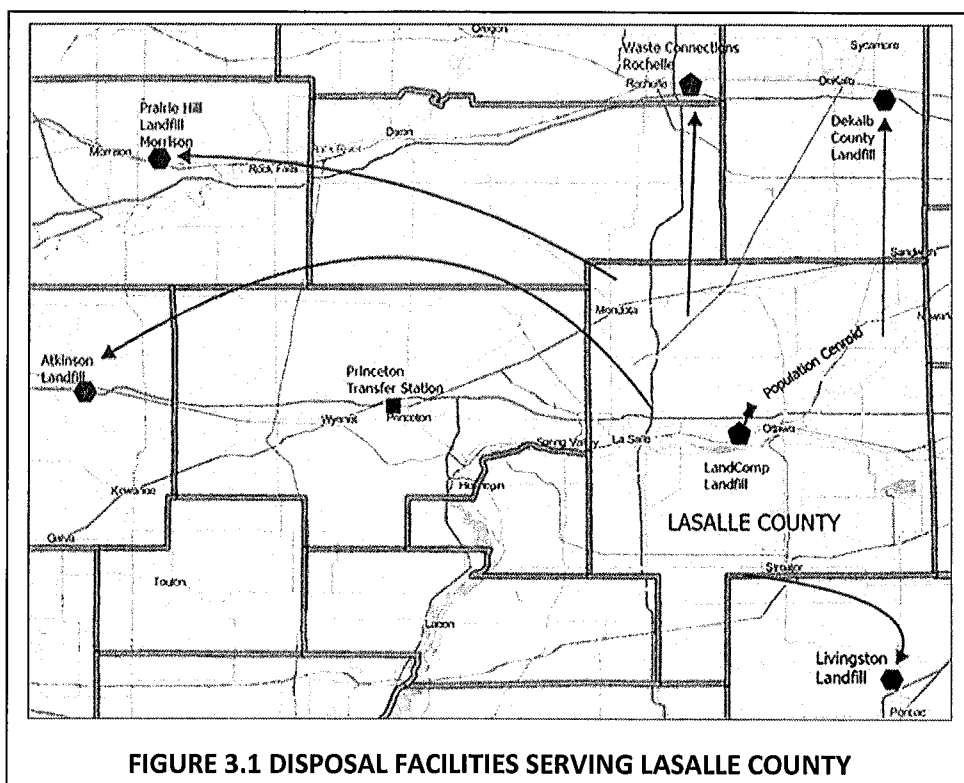 Oregon
Waste Connections
Rochelle
Rochelle
Sycamore
DeKalb
Dekalb
County
Landfill
Prairie Hill
Landfill
Morrison
Morrison
Rock Falls
Dixon
Sandwich
Mendota
Population Cenroid
Atkinson
Landfill
Princeton
Transfer Station
Princeton
Wyanet
Spring Valley
La Salle
Ottawa
LandComp
Landfill
Kewanee
Hennepin
LASALLE COUNTY
Galva
Toulon
Streator
Lacon
Livingston
Landfill
Pontiac
FIGURE 3.1 DISPOSAL FACILITIES SERVING LASALLE COUNTY